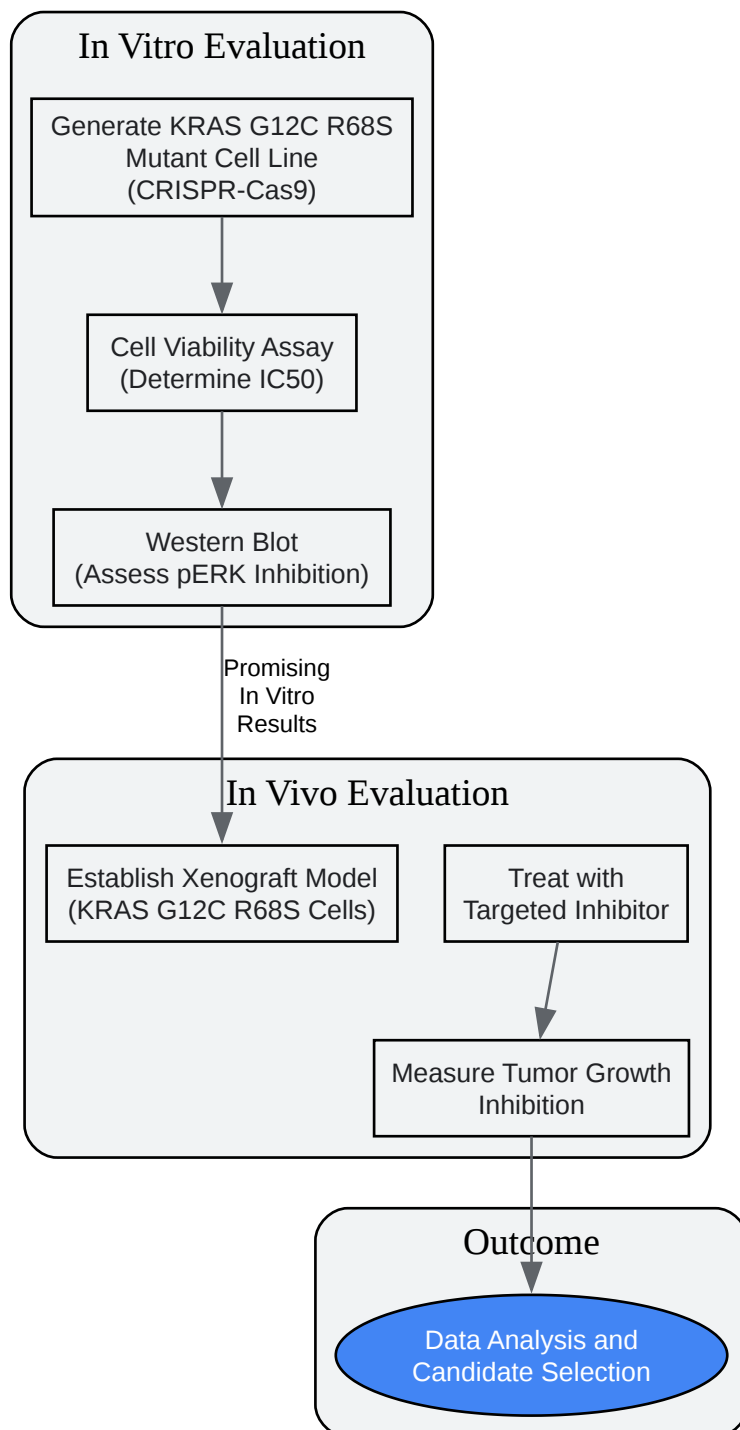 In Vitro Evaluation
Generate KRAS G12C R68S
Mutant Cell Line
(CRISPR-Cas9)
Cell Viability Assay
(Determine IC50)
Western Blot
(Assess pERK Inhibition)
Promising
In Vitro
Results
In Vivo Evaluation
Establish Xenograft Model
(KRAS G12C R68S Cells)
Treat with
Targeted Inhibitor
Measure Tumor Growth
Inhibition
Outcome
Data Analysis and
Candidate Selection